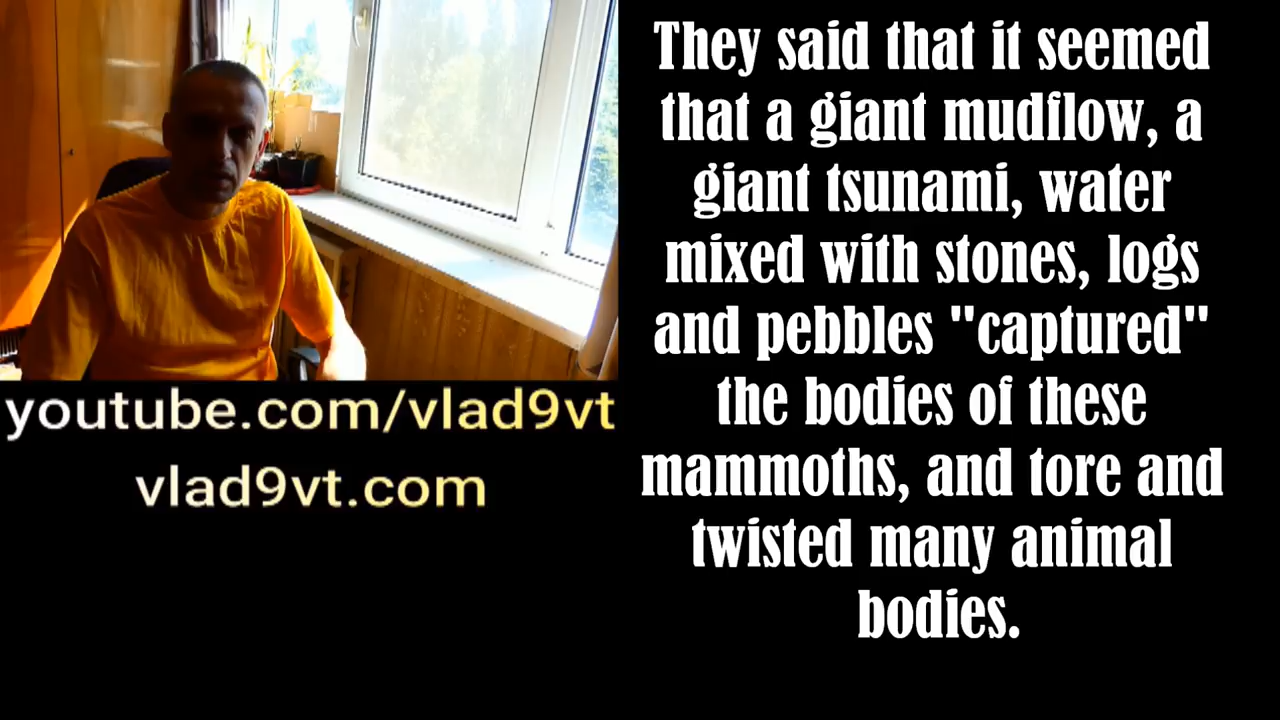 They said that it seemed
that a giant mudflow, a
giant tsunami, water
mixed with stones, logs
and pebbles "captured"
the bodies of these
mammoths, and tore and
twisted many animal
bodies.
youtube.com/vlad9vt
vlad9vt.com